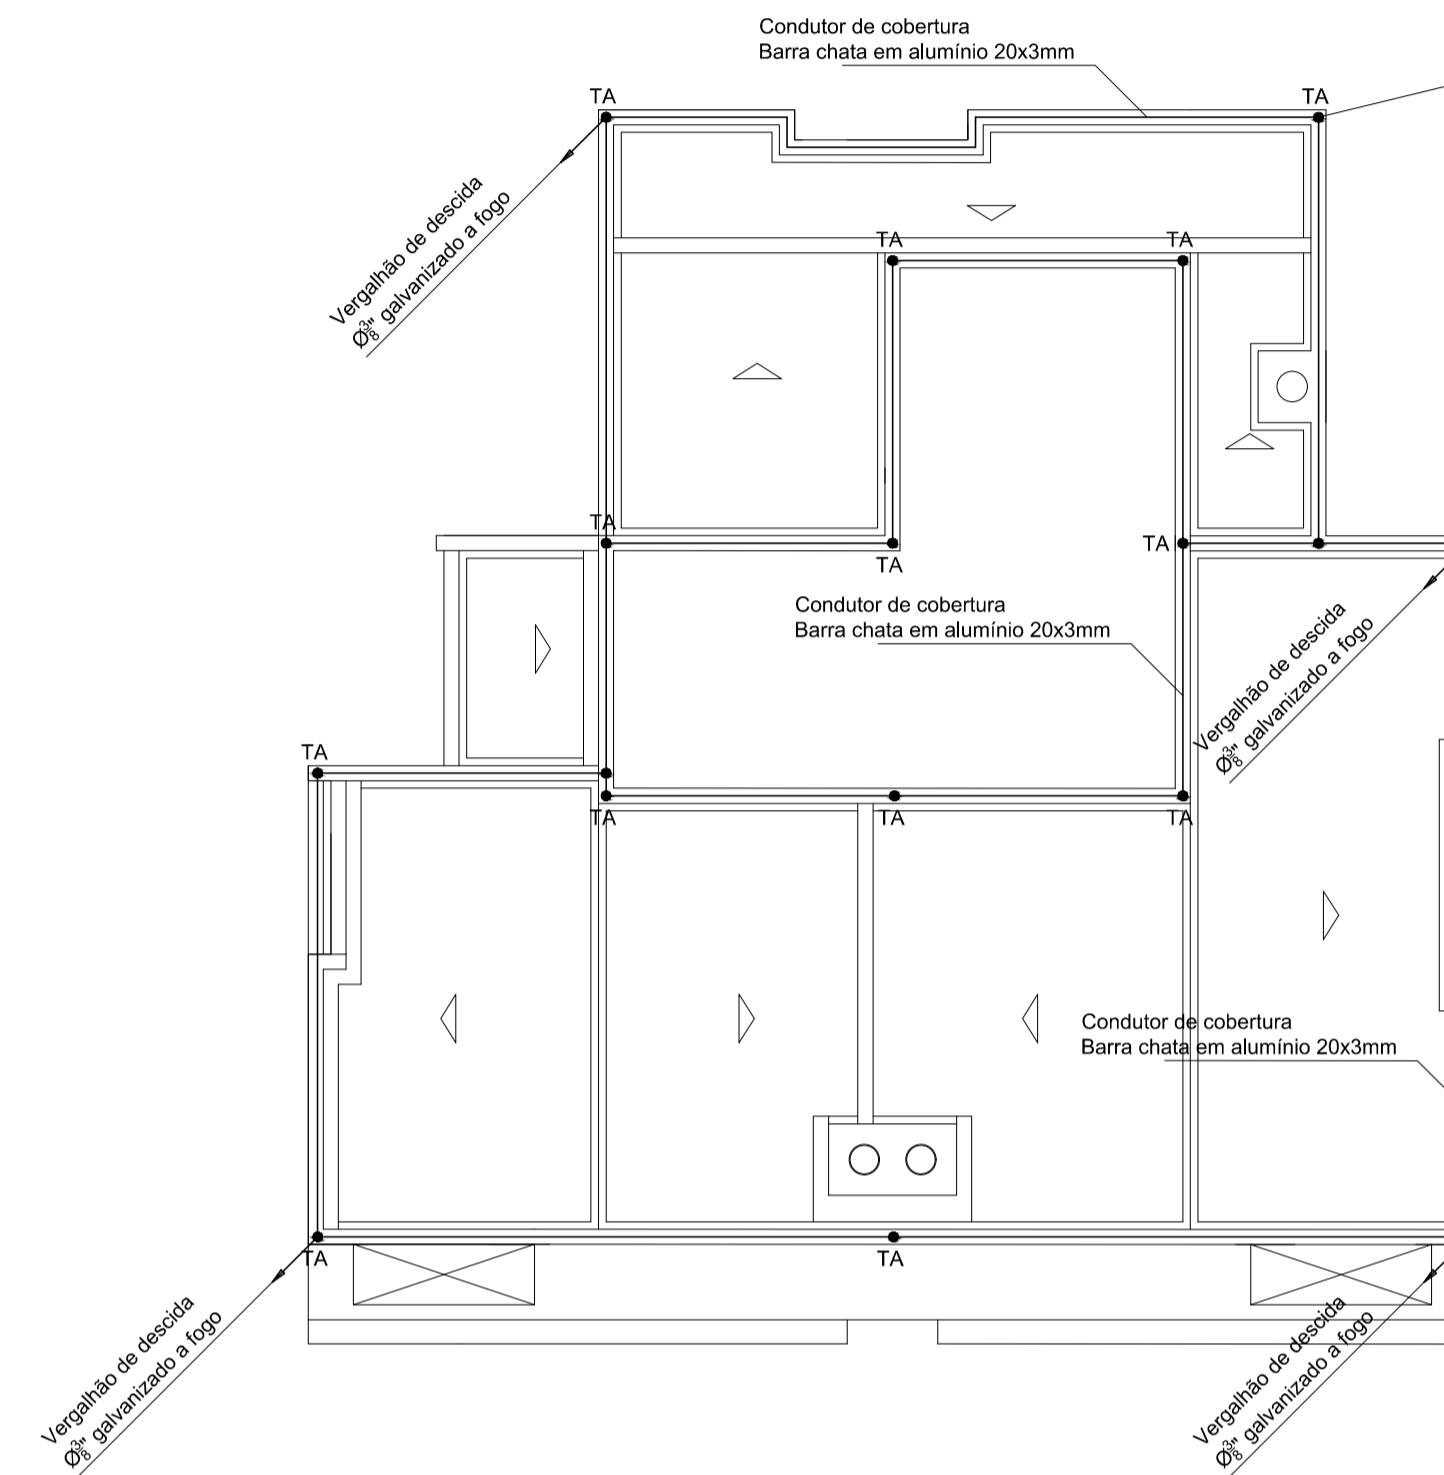 Condutor de cobertura
Barra chata em alumínio 20x3mm
TA
TA
Vergalhão de descida
Ø3/8" galvanizado a fogo
TA
TA
TA
TA
TA
Condutor de cobertura
Barra chata em alumínio 20x3mm
Vergalhão de descida
Ø3/8" galvanizado a fogo
TA
TA
TA
TA
Condutor de cobertura
Barra chata em alumínio 20x3mm
TA
TA
Vergalhão de descida
Ø3/8" galvanizado a fogo
Vergalhão de descida
Ø3/8" galvanizado a fogo